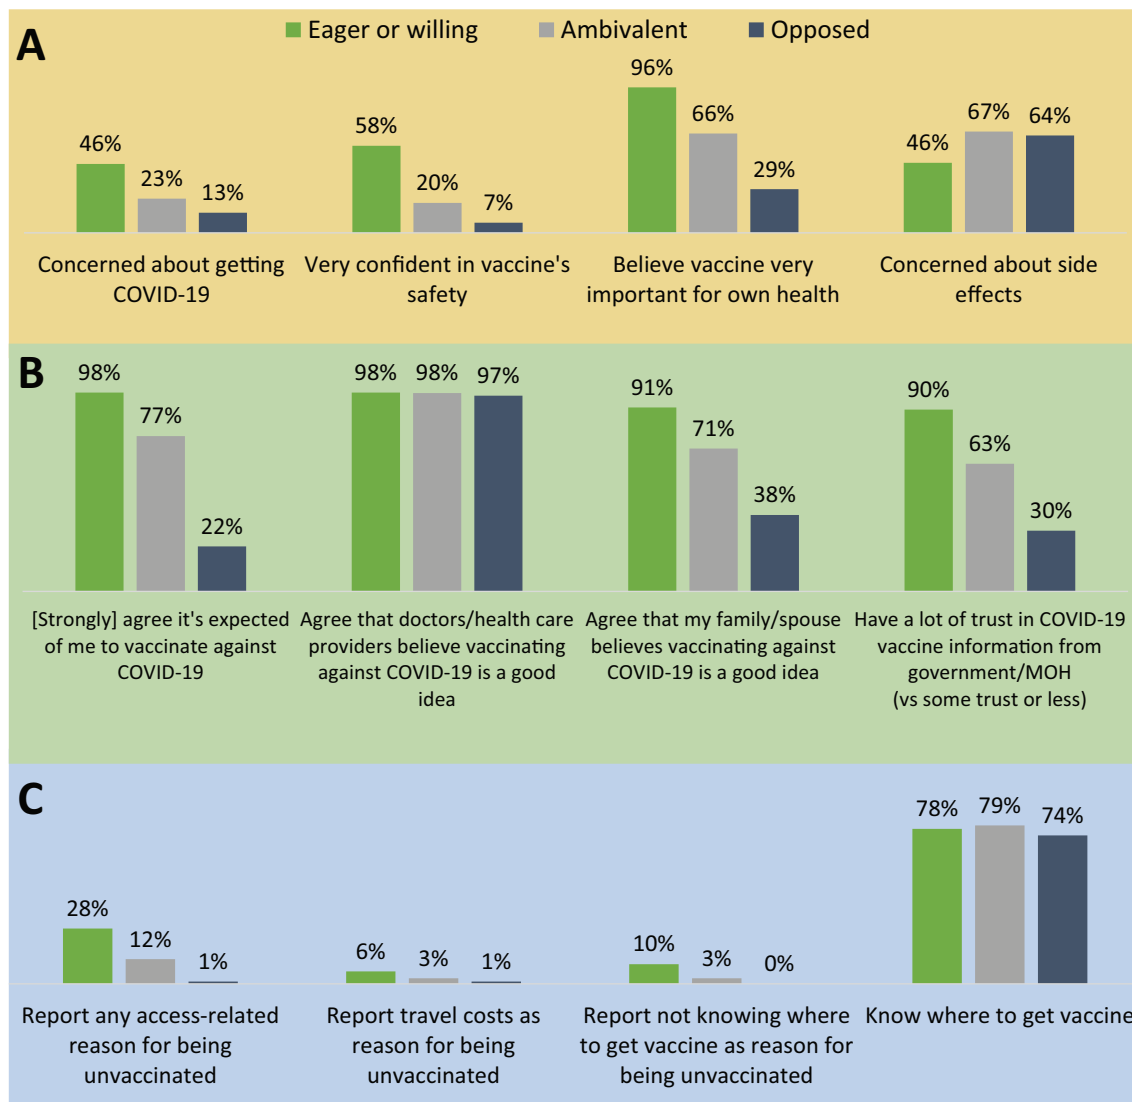 A
Eager or willing
Ambivalent
Opposed
46%
23%
13%
58%
20%
7%
96%
66%
29%
46%
67%
64%
Concerned about getting
COVID-19
Very confident in vaccine's
safety
Believe vaccine very
important for own health
Concerned about side
effects
B
98%
77%
22%
98%
98%
97%
91%
71%
38%
90%
63%
30%
[Strongly] agree it's expected
of me to vaccinate against
COVID-19
Agree that doctors/health care
providers believe vaccinating
against COVID-19 is a good
idea
Agree that my family/spouse
believes vaccinating against
COVID-19 is a good idea
Have a lot of trust in COVID-19
vaccine information from
government/MOH
(vs some trust or less)
C
28%
12%
1%
6%
3%
1%
10%
3%
0%
78%
79%
74%
Report any access-related
reason for being
unvaccinated
Report travel costs as
reason for being
unvaccinated
Report not knowing where
to get vaccine as reason for
being unvaccinated
Know where to get vaccine